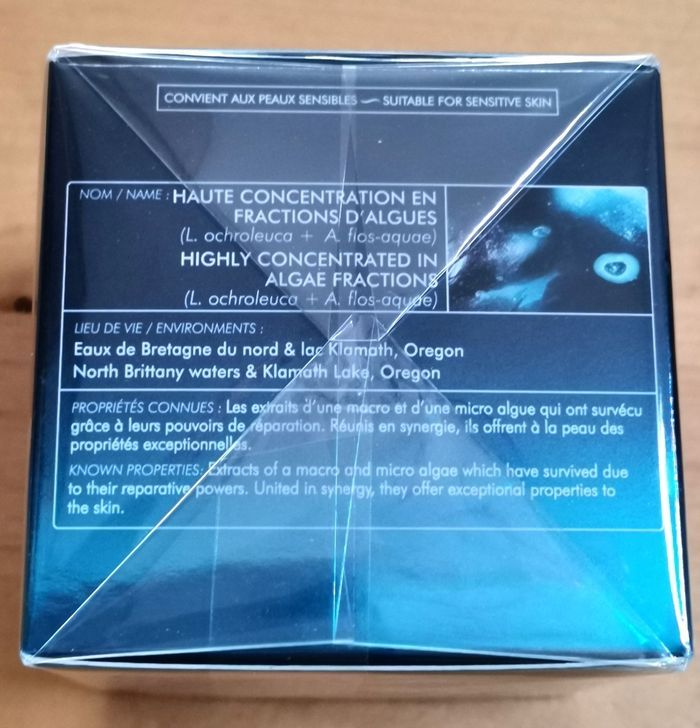 CONVIENT AUX PEAUX SENSIBLES — SUITABLE FOR SENSITIVE SKIN
NOM / NAME : HAUTE CONCENTRATION EN
FRACTIONS D'ALGUES
(L. ochroleuca + A. flos-aquae)
HIGHLY CONCENTRATED IN
ALGAE FRACTIONS
(L. ochroleuca + A. flos-aquae)
LIEU DE VIE / ENVIRONMENTS :
Eaux de Bretagne du nord & lac Klamath, Oregon
North Brittany waters & Klamath Lake, Oregon
PROPRIÉTÉS CONNUES : Les extraits d'une macro et d'une micro algue qui ont survécu
grâce à leurs pouvoirs de réparation. Réunis en synergie, ils offrent à la peau des
propriétés exceptionnelles.
KNOWN PROPERTIES: Extracts of a macro and micro algae which have survived due
to their reparative powers. United in synergy, they offer exceptional properties to
the skin.